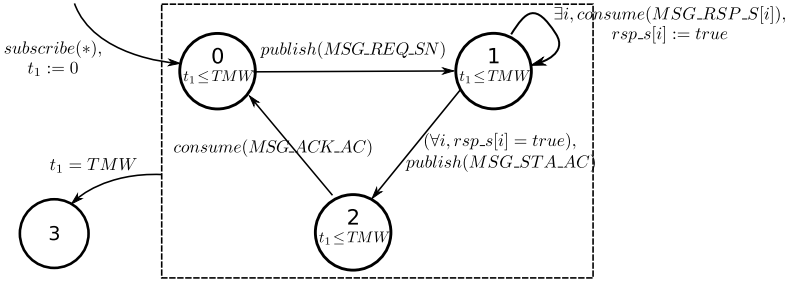 ∃i, consume(MSG_RSP_S[i]),
rsp_s[i] := true
subscribe(∗),
t₁ := 0
0
t₁≤TMW
publish(MSG_REQ_SN)
1
t₁≤TMW
consume(MSG_ACK_AC)
(∀i, rsp_s[i] = true),
publish(MSG_STA_AC)
t₁ = TMW
2
t₁≤TMW
3